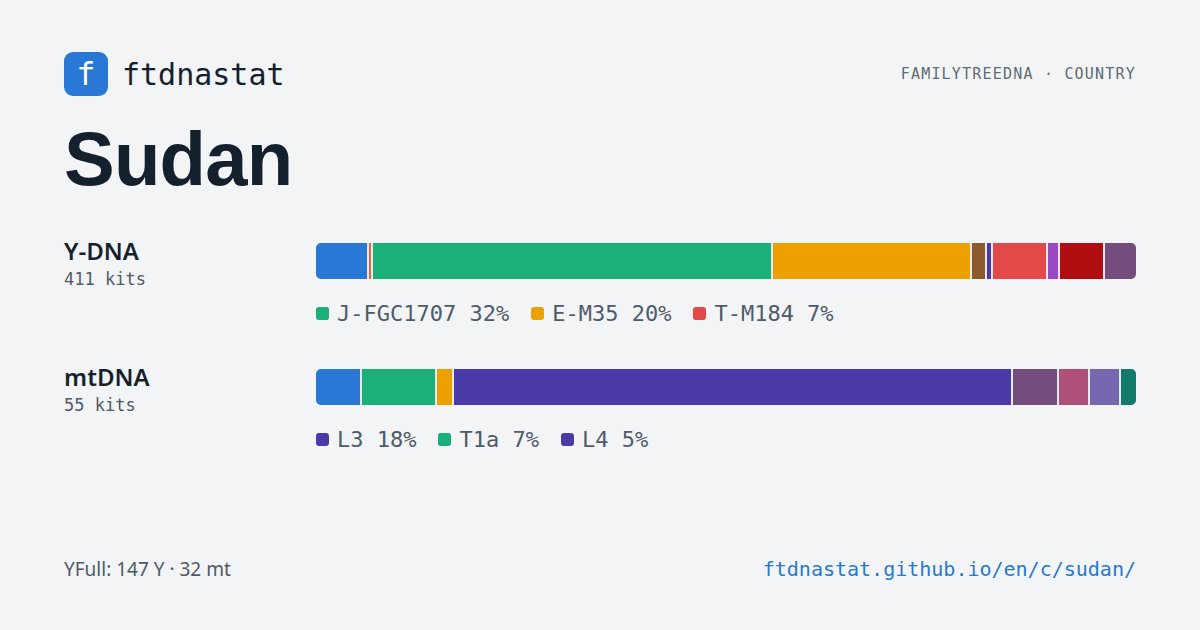 f ftdnastat
FAMILYTREEDNA · COUNTRY
Sudan
Y-DNA
411 kits
J-FGC1707 32% E-M35 20% T-M184 7%
mtDNA
55 kits
L3 18% T1a 7% L4 5%
YFull: 147 Y · 32 mt
ftdnastat.github.io/en/c/sudan/